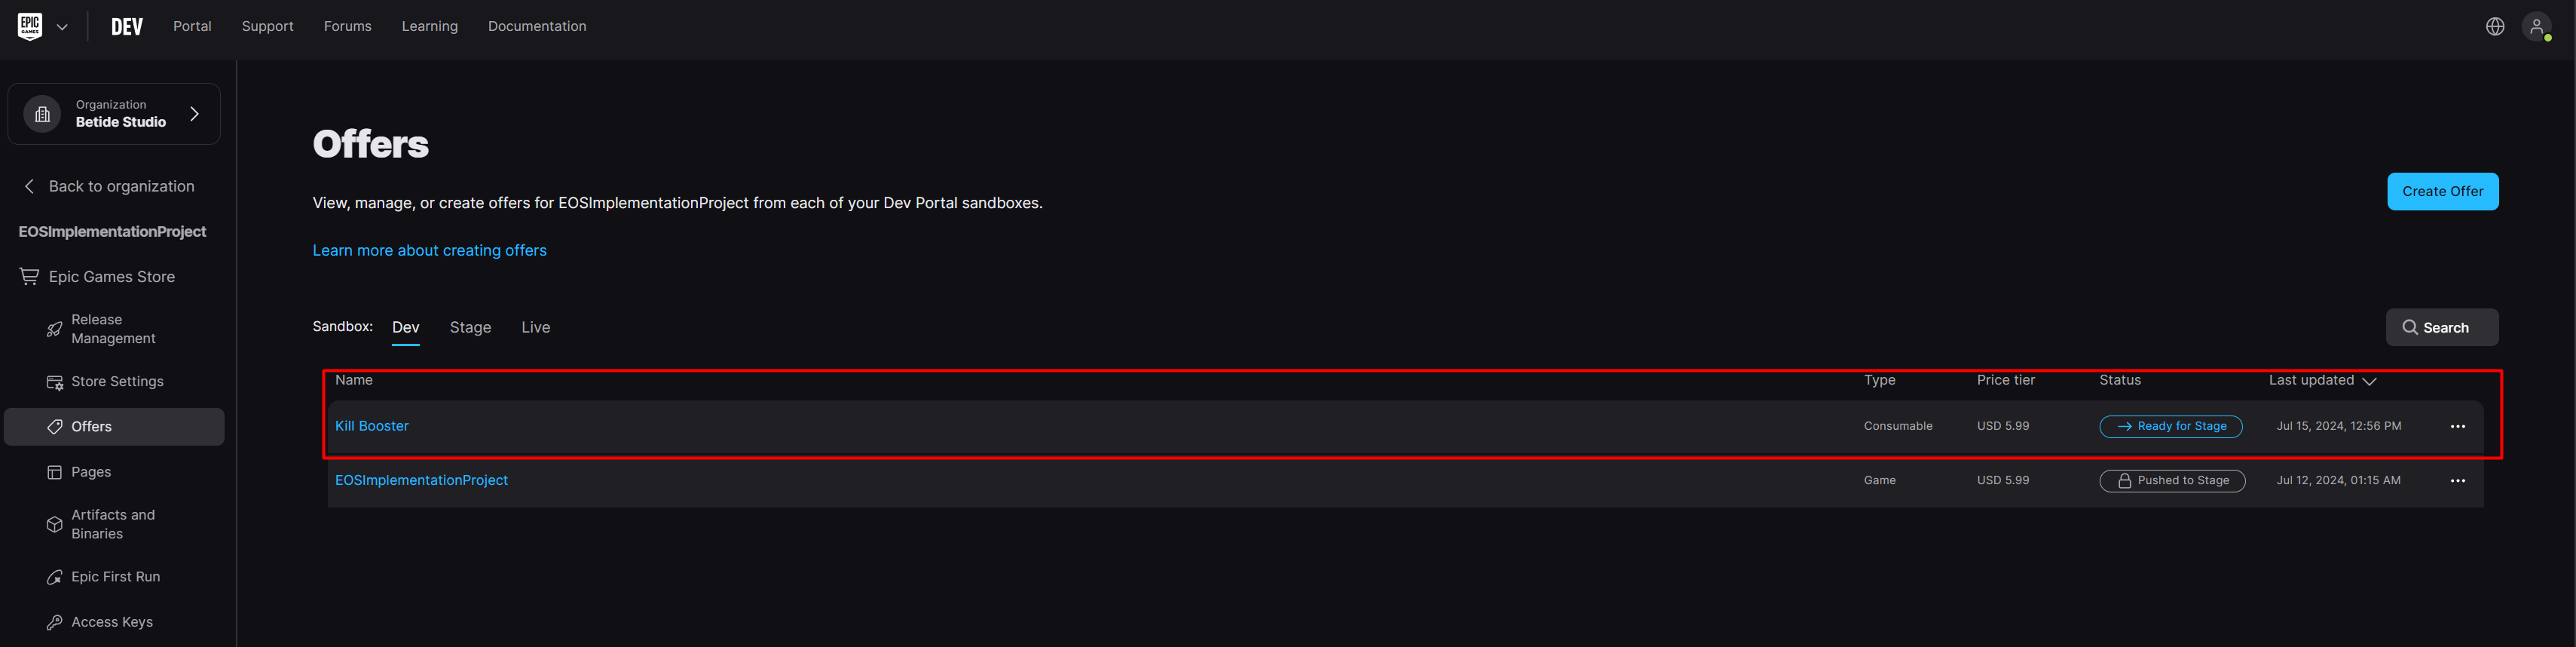 EPIC GAMES
DEV
Portal
Support
Forums
Learning
Documentation
Organization
Betide Studio
Back to organization
EOSImplementationProject
Epic Games Store
Release
Management
Store Settings
Offers
Pages
Artifacts and
Binaries
Epic First Run
Access Keys
Offers
View, manage, or create offers for EOSImplementationProject from each of your Dev Portal sandboxes.
Create Offer
Learn more about creating offers
Sandbox: Dev Stage Live
Search
Name Type Price tier Status Last updated
Kill Booster Consumable USD 5.99 Ready for Stage Jul 15, 2024, 12:56 PM
EOSImplementationProject Game USD 5.99 Pushed to Stage Jul 12, 2024, 01:15 AM